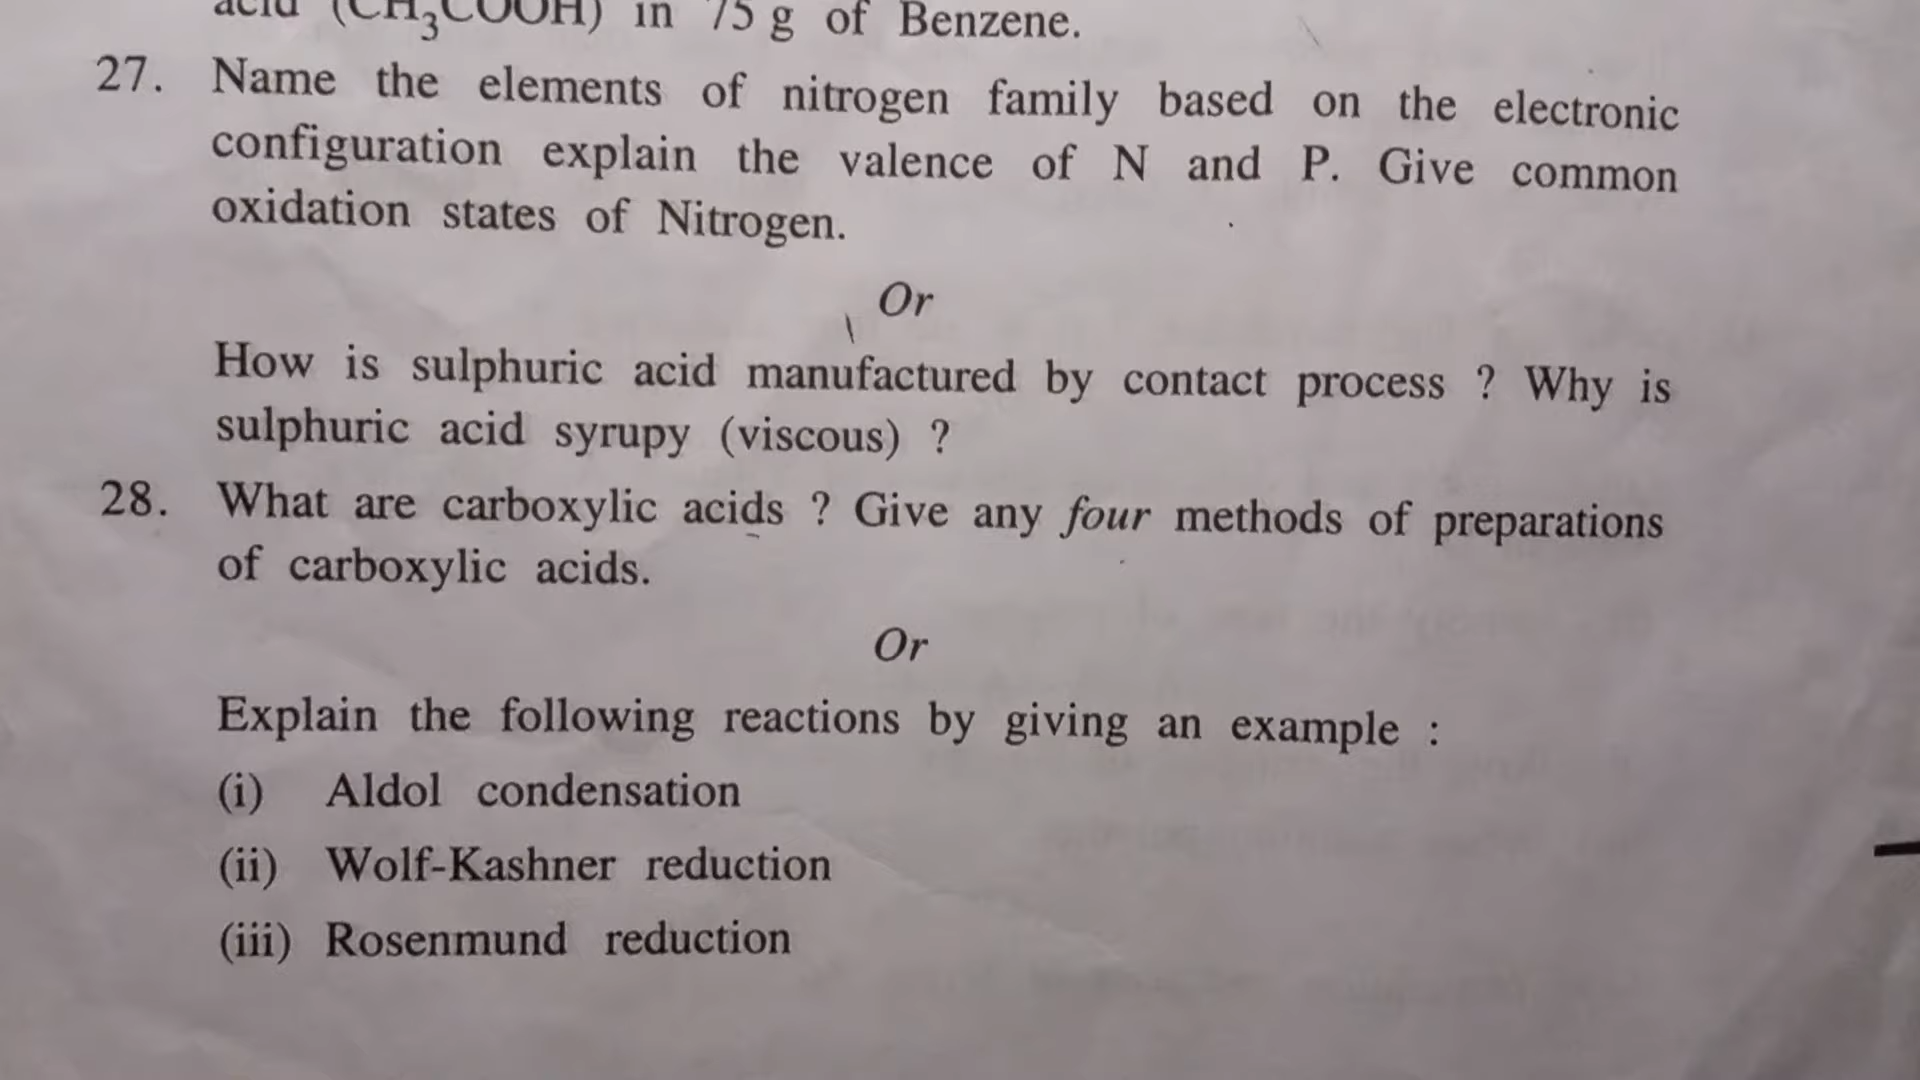 acid (CH3COOH) in 75 g of Benzene.
27. Name the elements of nitrogen family based on the electronic
configuration explain the valence of N and P. Give common
oxidation states of Nitrogen.
Or
How is sulphuric acid manufactured by contact process ? Why is
sulphuric acid syrupy (viscous) ?
28. What are carboxylic acids ? Give any four methods of preparations
of carboxylic acids.
Or
Explain the following reactions by giving an example :
(i) Aldol condensation
(ii) Wolf-Kashner reduction
(iii) Rosenmund reduction